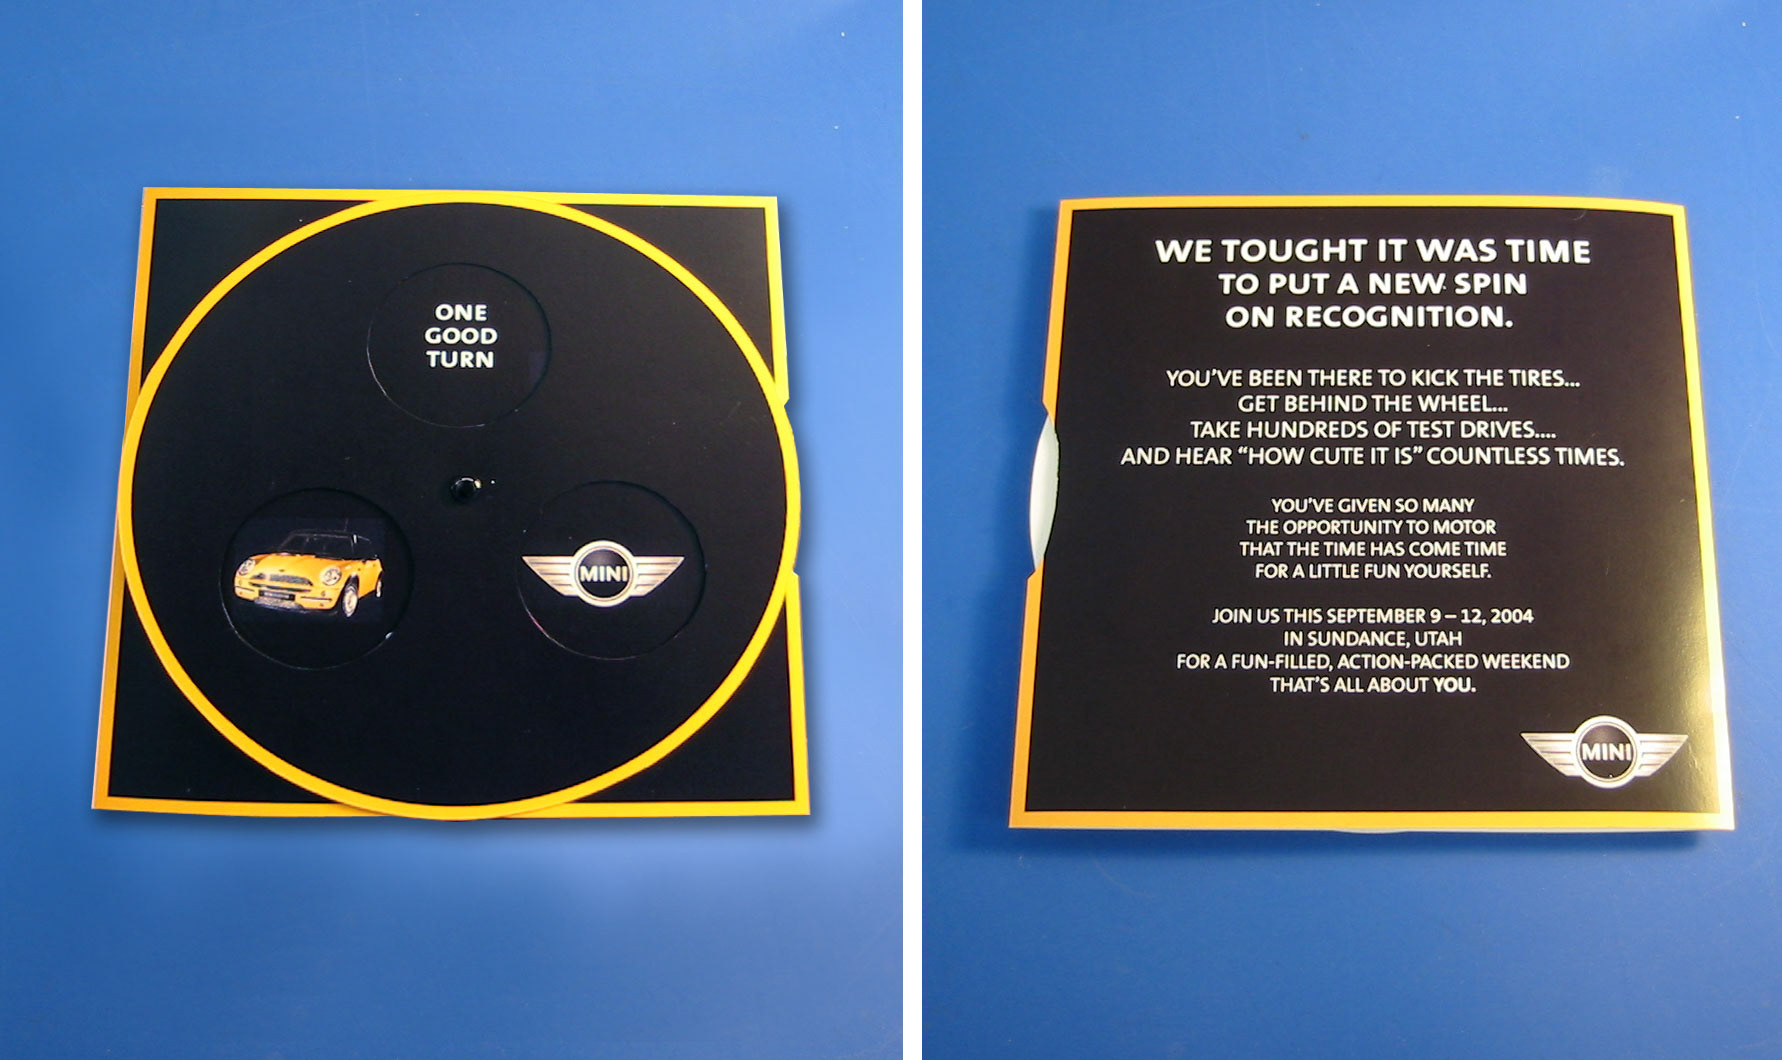 ONE
GOOD
TURN
MINI
WE TOUGHT IT WAS TIME
TO PUT A NEW SPIN
ON RECOGNITION.
YOU'VE BEEN THERE TO KICK THE TIRES...
GET BEHIND THE WHEEL...
TAKE HUNDREDS OF TEST DRIVES....
AND HEAR “HOW CUTE IT IS” COUNTLESS TIMES.
YOU'VE GIVEN SO MANY
THE OPPORTUNITY TO MOTOR
THAT THE TIME HAS COME TIME
FOR A LITTLE FUN YOURSELF.
JOIN US THIS SEPTEMBER 9 – 12, 2004
IN SUNDANCE, UTAH
FOR A FUN-FILLED, ACTION-PACKED WEEKEND
THAT'S ALL ABOUT YOU.
MINI